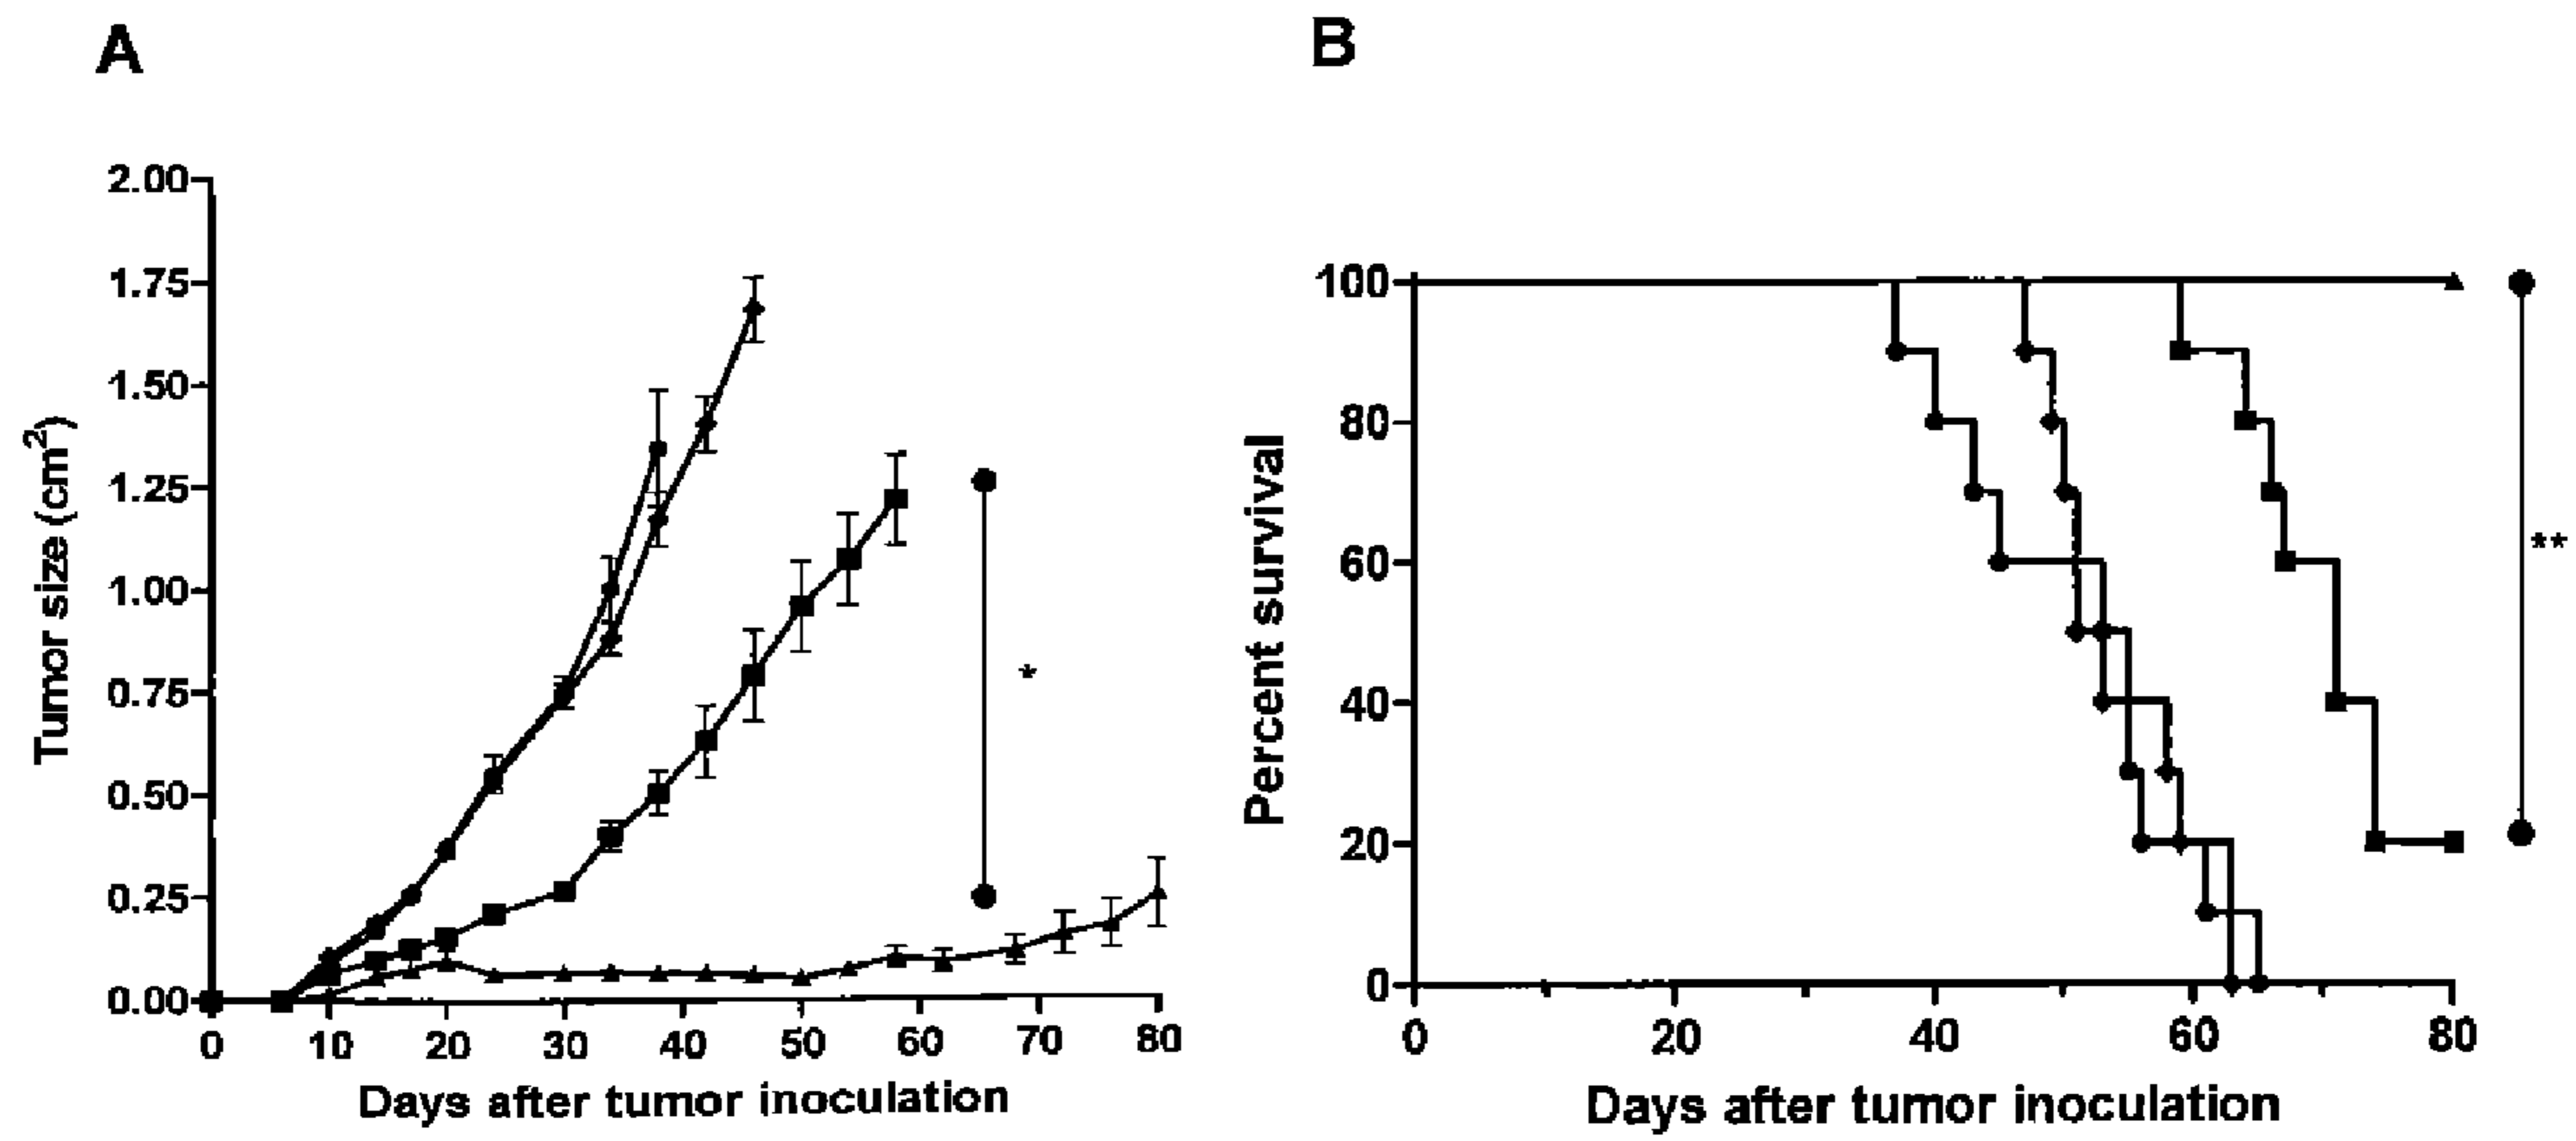 A
2.00
1.75
1.50
1.25
1.00
0.75
0.50
0.25
0.00
Tumor size (cm²)
0 10 20 30 40 50 60 70 80
Days after tumor inoculation
*
B
100
80
60
40
20
0
Percent survival
0 20 40 60 80
Days after tumor inoculation
**